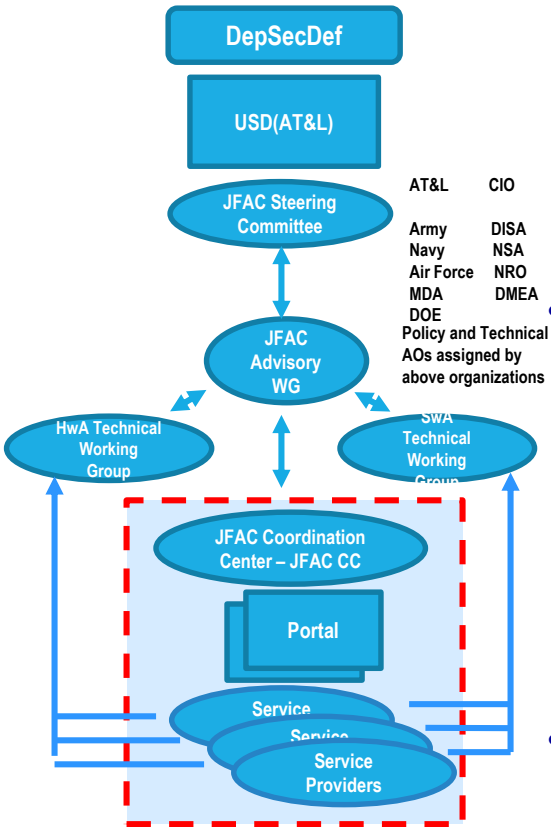 DepSecDef
USD(AT&L)
JFAC Steering
Committee
AT&L CIO
Army DISA
Navy NSA
Air Force NRO
MDA DMEA
DOE
Policy and Technical
AOs assigned by
above organizations
JFAC
Advisory
WG
HwA Technical
Working
Group
SwA
Technical
Working
Group
JFAC Coordination
Center – JFAC CC
Portal
Service
Service
Service
Providers